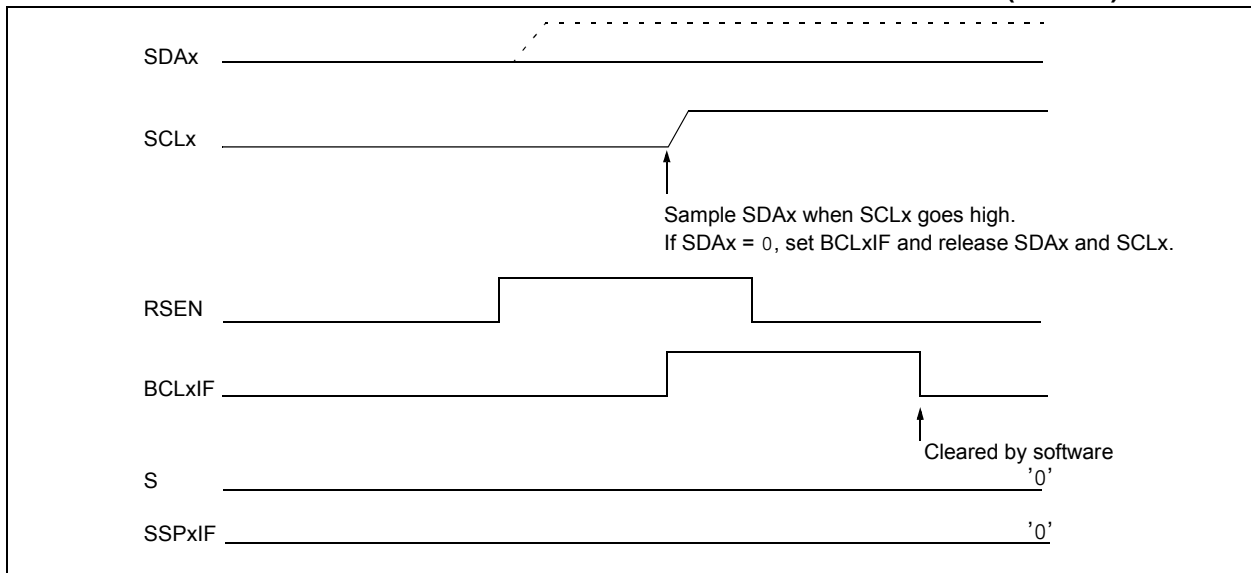 SDAx
SCLx
Sample SDAx when SCLx goes high.
If SDAx = 0, set BCLxIF and release SDAx and SCLx.
RSEN
BCLxIF
Cleared by software
S
'0'
SSPxIF
'0'